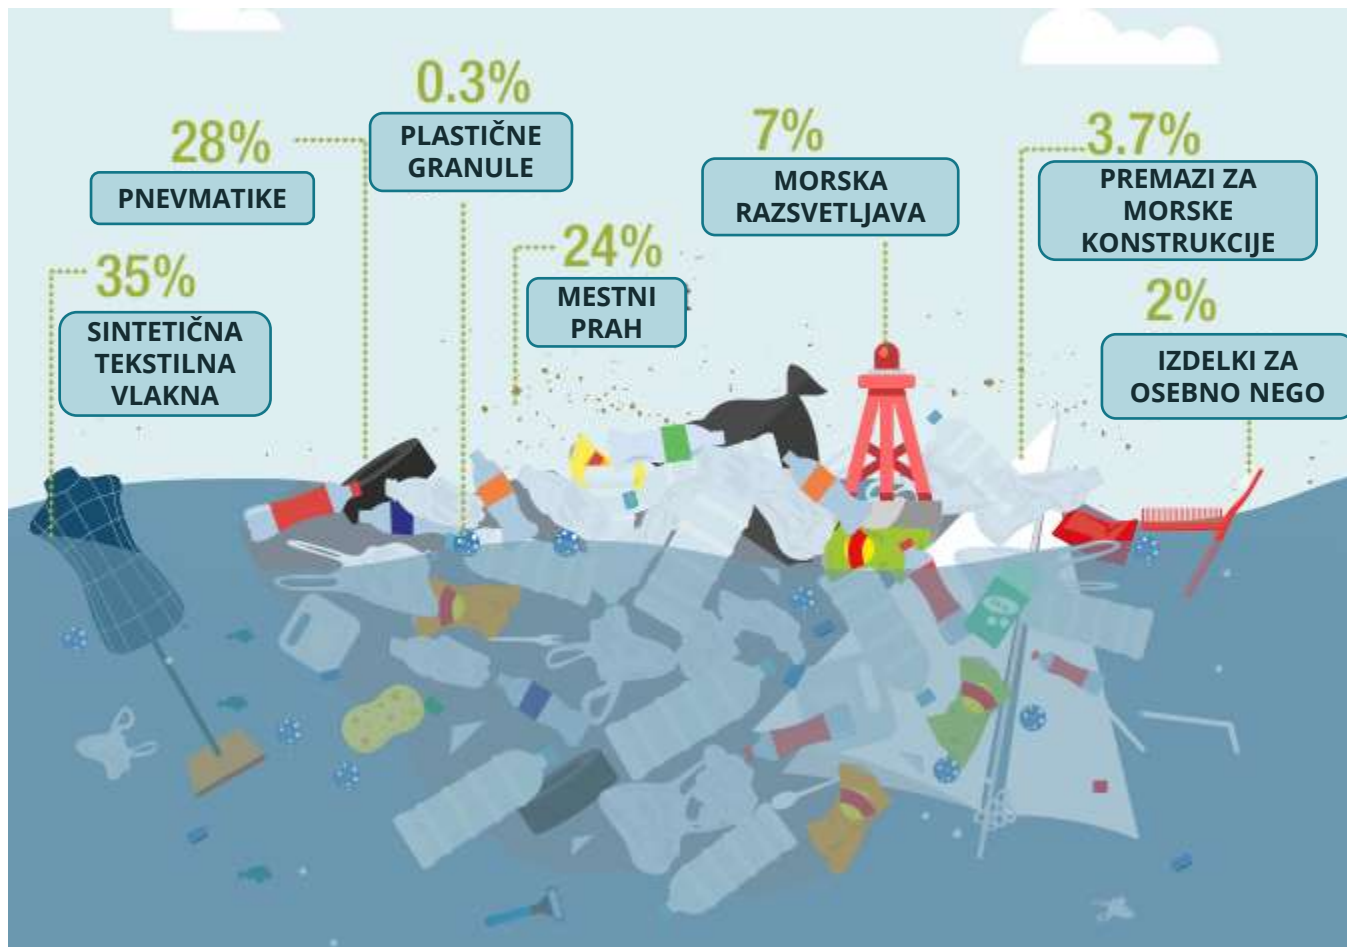 0.3%
PLASTIČNE
GRANULE
28%
PNEVMATIKE
7%
MORSKA
RAZSVETLJAVA
3.7%
PREMAZI ZA
MORSKE
KONSTRUKCIJE
24%
MESTNI
PRAH
35%
SINTETIČNA
TEKSTILNA
VLAKNA
2%
IZDELKI ZA
OSEBNO NEGO